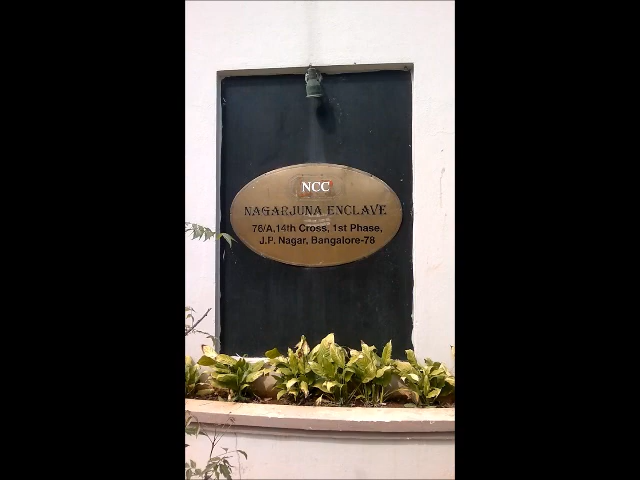 NCC
NAGARJUNA ENCLAVE
76/A,14th Cross, 1st Phase,
J.P. Nagar, Bangalore-78